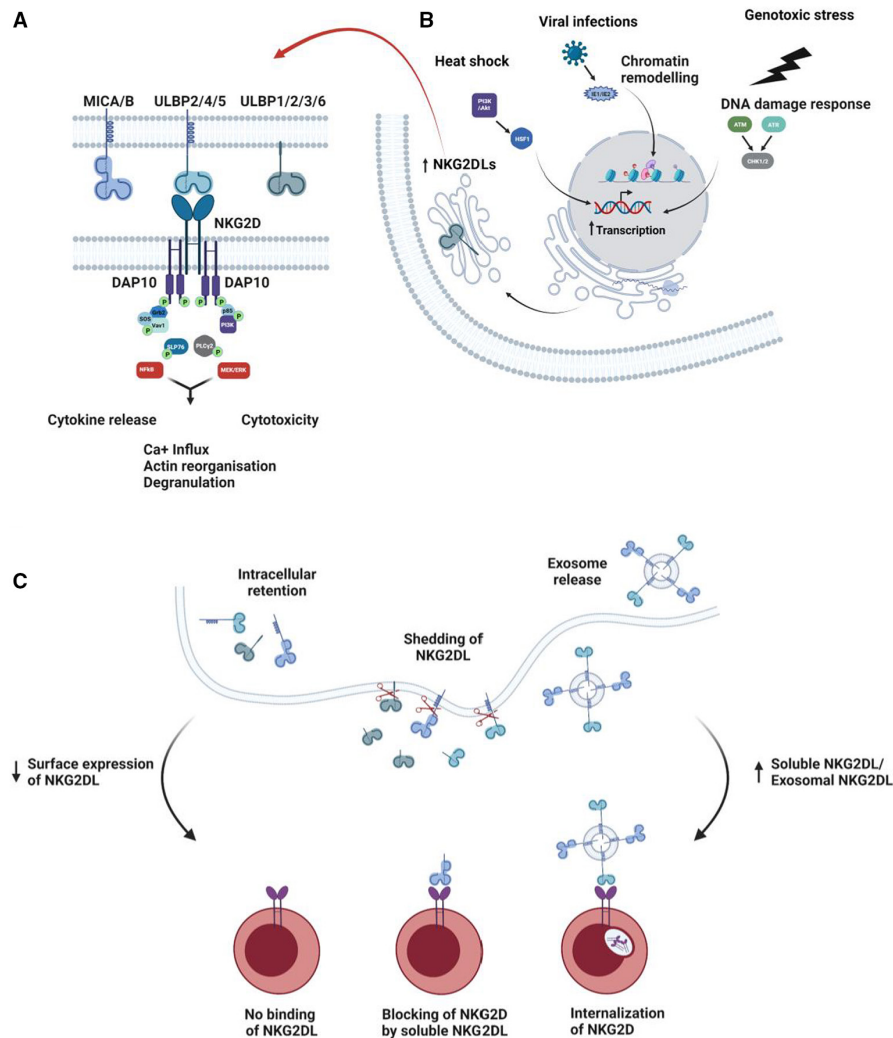 A
MICA/B
ULBP2/4/5
ULBP1/2/3/6
NKG2D
DAP10
DAP10
P
P
P
P
Grb2
SOS
Vav1
P
P
p85
PI3K
P
SLP76
P
PLCγ2
P
NFkB
MEK/ERK
Cytokine release
Cytotoxicity
Ca+ Influx
Actin reorganisation
Degranulation
B
Heat shock
Viral infections
Genotoxic stress
PI3K
/Akt
HSF1
IE1/IE2
Chromatin
remodelling
DNA damage response
ATM
ATR
CHK1/2
↑ NKG2DLs
↑ Transcription
C
Intracellular
retention
Shedding of
NKG2DL
Exosome
release
↓ Surface expression
of NKG2DL
↑ Soluble NKG2DL/
Exosomal NKG2DL
No binding
of NKG2DL
Blocking of NKG2D
by soluble NKG2DL
Internalization
of NKG2D